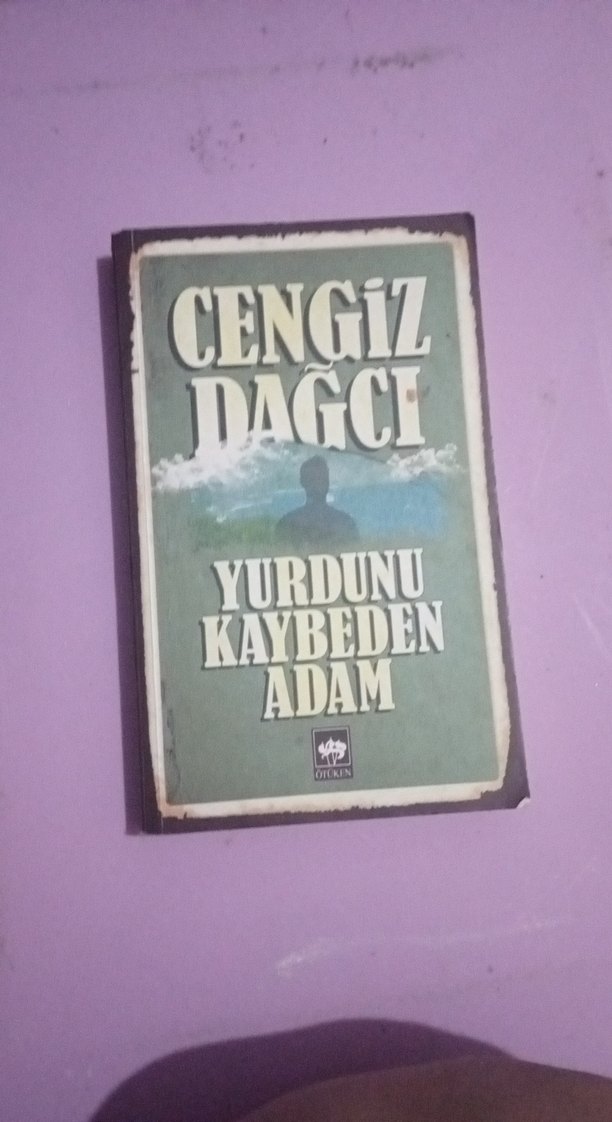 CENGİZ
DAĞCI
YURDUNU
KAYBEDEN
ADAM
ÖTÜKEN